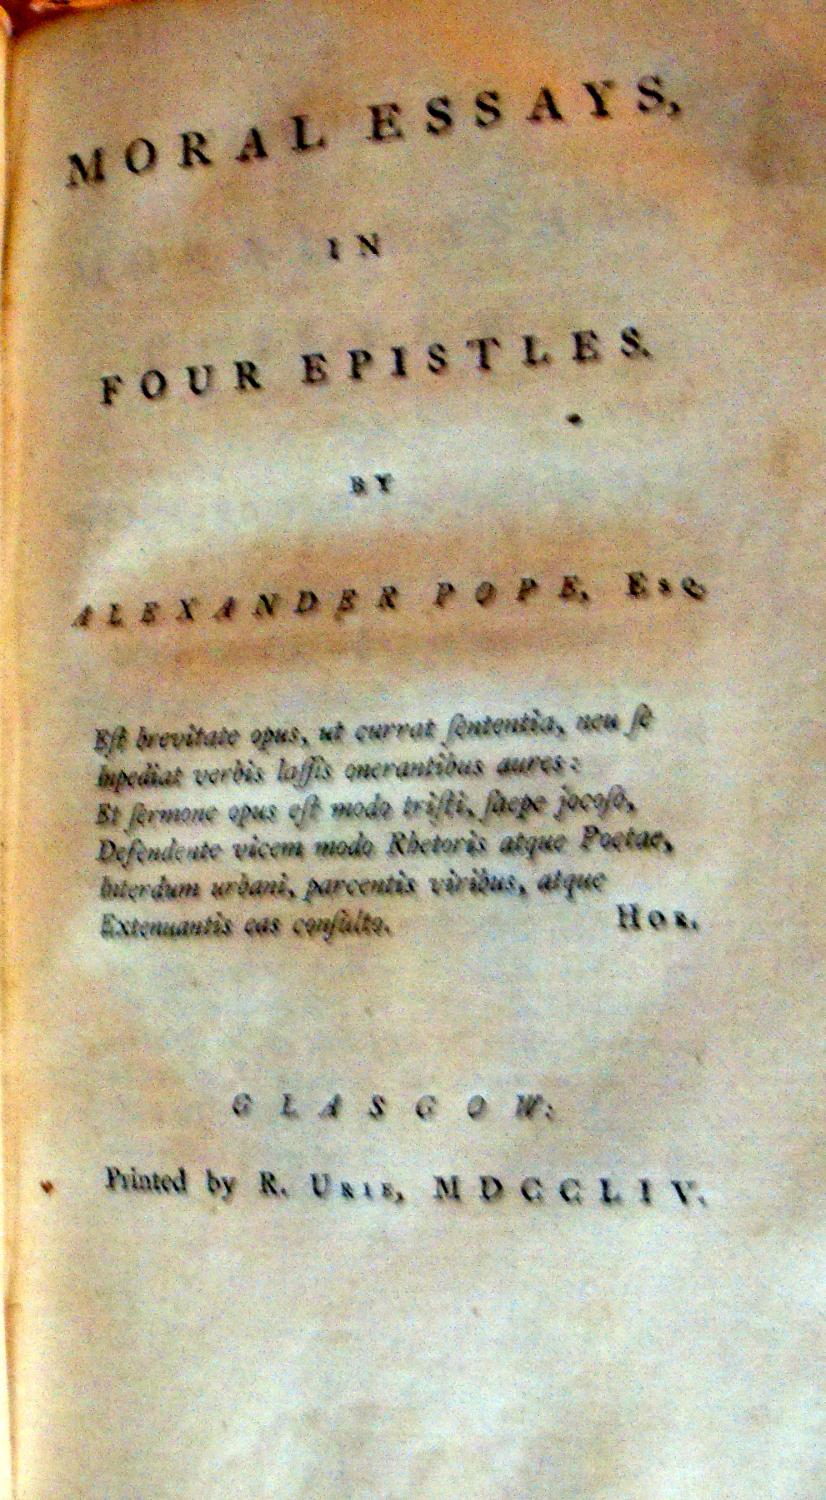 MORAL ESSAYS,
IN
FOUR EPISTLES.
BY
ALEXANDER POPE, ESQ
Eſt brevitate opus, ut currat ſententia, neu ſe
Inpediat verbis laſſis onerantibus aures:
Et ſermone opus eſt modo triſti, ſaepe jocoſo,
Defendente vicem modo Rhetoris atque Poetae,
Interdum urbani, parcentis viribus, atque
Extenuantis eas conſulto. HOR.
GLASGOW:
Printed by R. URIE, MDCCLIV.